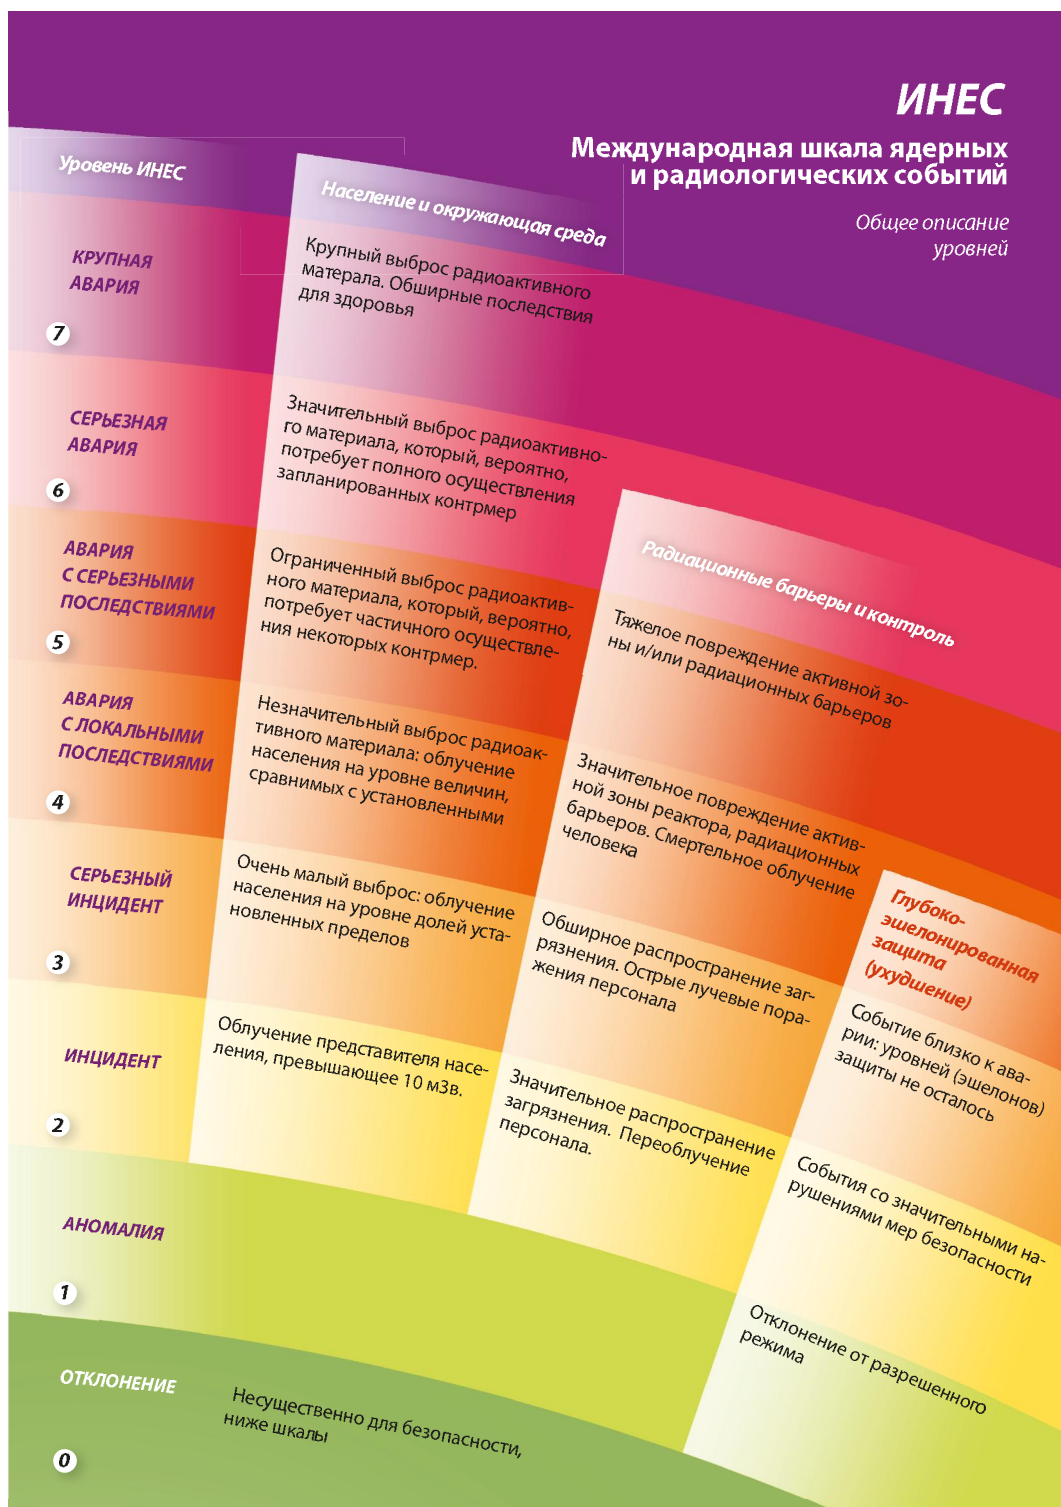 ИНЕС
Международная шкала ядерных
и радиологических событий
Общее описание
уровней
Уровень ИНЕС
Население и окружающая среда
КРУПНАЯ
АВАРИЯ
7
Крупный выброс радиоактивного
матерала. Обширные последствия
для здоровья
СЕРЬЕЗНАЯ
АВАРИЯ
6
Значительный выброс радиоактивно-
го материала, который, вероятно,
потребует полного осуществления
запланированных контрмер
Радиационные барьеры и контроль
АВАРИЯ
С СЕРЬЕЗНЫМИ
ПОСЛЕДСТВИЯМИ
5
Ограниченный выброс радиоактив-
ного материала, который, вероятно,
потребует частичного осуществле-
ния некоторых контрмер.
Тяжелое повреждение активной зо-
ны и/или радиационных барьеров
АВАРИЯ
С ЛОКАЛЬНЫМИ
ПОСЛЕДСТВИЯМИ
4
Незначительный выброс радиоак-
тивного материала: облучение
населения на уровне величин,
сравнимых с установленными
Значительное повреждение актив-
ной зоны реактора, радиационных
барьеров. Смертельное облучение
человека
Глубоко-
эшелонированная
защита
(ухудшение)
СЕРЬЕЗНЫЙ
ИНЦИДЕНТ
3
Очень малый выброс: облучение
населения на уровне долей уста-
новленных пределов
Обширное распространение заг-
рязнения. Острые лучевые пора-
жения персонала
Событие близко к ава-
рии: уровней (эшелонов)
защиты не осталось
ИНЦИДЕНТ
2
Облучение представителя насе-
ления, превышающее 10 мЗв.
Значительное распространение
загрязнения. Переоблучение
персонала.
События со значительными на-
рушениями мер безопасности
АНОМАЛИЯ
1
Отклонение от разрешенного
режима
ОТКЛОНЕНИЕ
0
Несущественно для безопасности,
ниже шкалы